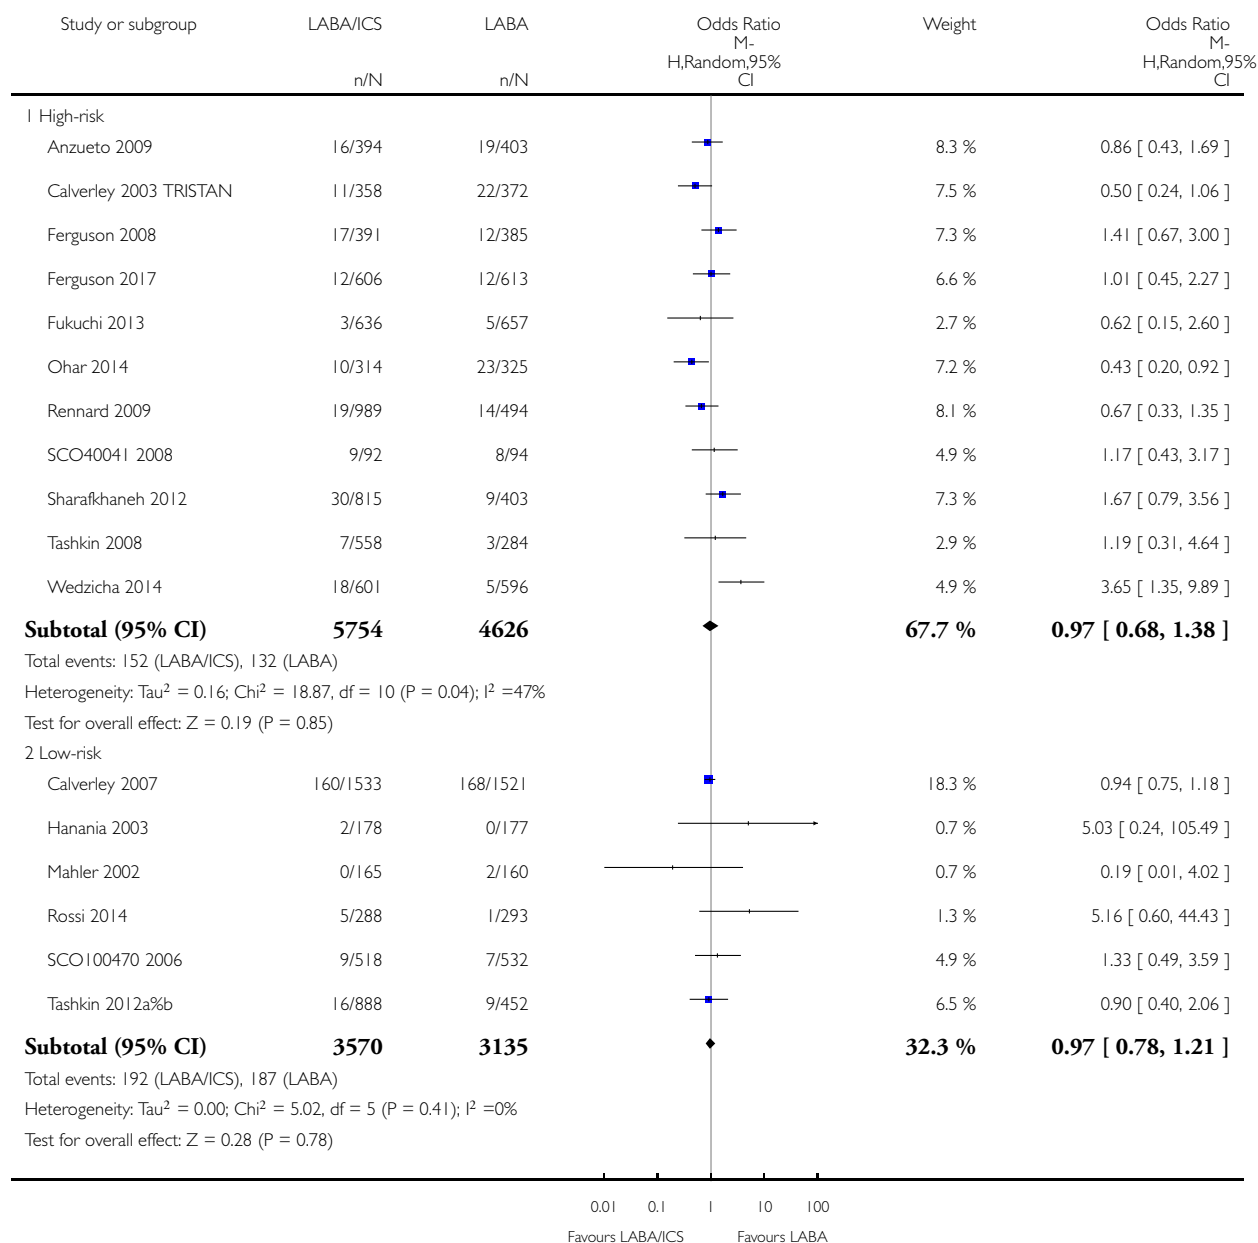 Study or subgroup LABA/ICS LABA Odds Ratio Weight Odds Ratio
M- M-
H,Random,95% H,Random,95%
n/N n/N CI CI
1 High-risk
Anzueto 2009 16/394 19/403 8.3 % 0.86 [ 0.43, 1.69 ]
Calverley 2003 TRISTAN 11/358 22/372 7.5 % 0.50 [ 0.24, 1.06 ]
Ferguson 2008 17/391 12/385 7.3 % 1.41 [ 0.67, 3.00 ]
Ferguson 2017 12/606 12/613 6.6 % 1.01 [ 0.45, 2.27 ]
Fukuchi 2013 3/636 5/657 2.7 % 0.62 [ 0.15, 2.60 ]
Ohar 2014 10/314 23/325 7.2 % 0.43 [ 0.20, 0.92 ]
Rennard 2009 19/989 14/494 8.1 % 0.67 [ 0.33, 1.35 ]
SCO40041 2008 9/92 8/94 4.9 % 1.17 [ 0.43, 3.17 ]
Sharafkhaneh 2012 30/815 9/403 7.3 % 1.67 [ 0.79, 3.56 ]
Tashkin 2008 7/558 3/284 2.9 % 1.19 [ 0.31, 4.64 ]
Wedzicha 2014 18/601 5/596 4.9 % 3.65 [ 1.35, 9.89 ]
Subtotal (95% CI) 5754 4626 67.7 % 0.97 [ 0.68, 1.38 ]
Total events: 152 (LABA/ICS), 132 (LABA)
Heterogeneity: Tau² = 0.16; Chi² = 18.87, df = 10 (P = 0.04); I² =47%
Test for overall effect: Z = 0.19 (P = 0.85)
2 Low-risk
Calverley 2007 160/1533 168/1521 18.3 % 0.94 [ 0.75, 1.18 ]
Hanania 2003 2/178 0/177 0.7 % 5.03 [ 0.24, 105.49 ]
Mahler 2002 0/165 2/160 0.7 % 0.19 [ 0.01, 4.02 ]
Rossi 2014 5/288 1/293 1.3 % 5.16 [ 0.60, 44.43 ]
SCO100470 2006 9/518 7/532 4.9 % 1.33 [ 0.49, 3.59 ]
Tashkin 2012a%b 16/888 9/452 6.5 % 0.90 [ 0.40, 2.06 ]
Subtotal (95% CI) 3570 3135 32.3 % 0.97 [ 0.78, 1.21 ]
Total events: 192 (LABA/ICS), 187 (LABA)
Heterogeneity: Tau² = 0.00; Chi² = 5.02, df = 5 (P = 0.41); I² =0%
Test for overall effect: Z = 0.28 (P = 0.78)
0.01 0.1 1 10 100
Favours LABA/ICS Favours LABA